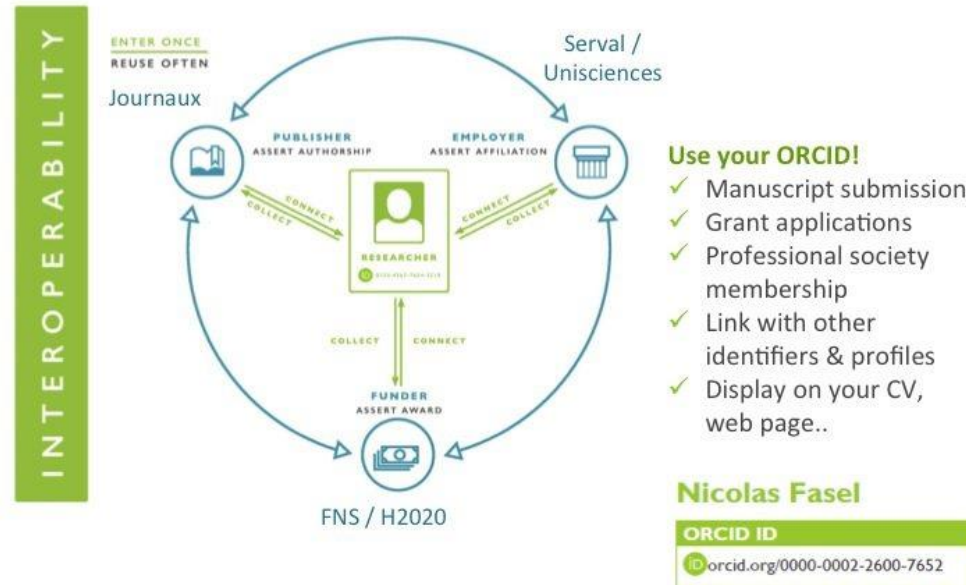 INTEROPERABILITY
ENTER ONCE
REUSE OFTEN
Journaux
Serval /
Unisciences
PUBLISHER
ASSERT AUTHORSHIP
EMPLOYER
ASSERT AFFILIATION
CONNECT
COLLECT
CONNECT
COLLECT
RESEARCHER
iD
COLLECT
CONNECT
FUNDER
ASSERT AWARD
FNS / H2020
Use your ORCID!
✓ Manuscript submission
✓ Grant applications
✓ Professional society
membership
✓ Link with other
identifiers & profiles
✓ Display on your CV,
web page..
Nicolas Fasel
ORCID ID
iD orcid.org/0000-0002-2600-7652